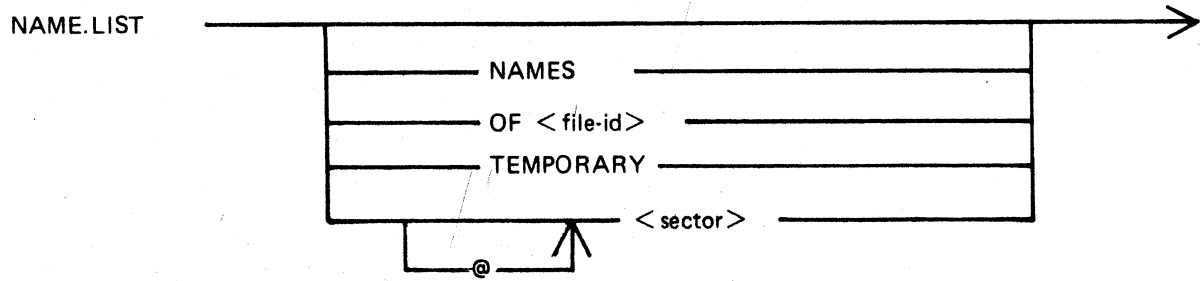 NAME.LIST
NAMES
OF <file-id>
TEMPORARY
<sector>
@